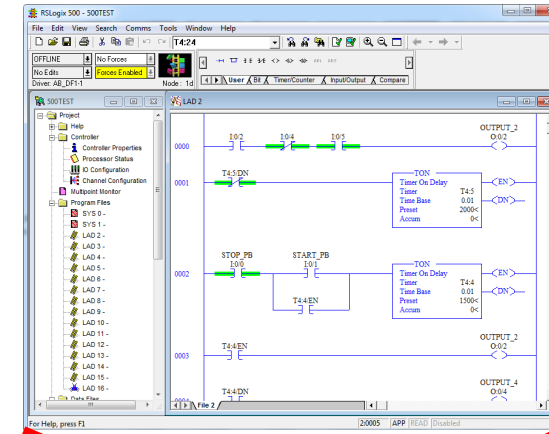 RSLogix 500 - 500TEST
File Edit View Search Comms Tools Window Help
T4:24
OFFLINE No Forces
No Edits Forces Enabled
Driver: AB_DF1-1 Node : 1d
User Bit Timer/Counter Input/Output Compare
500TEST
Project
Help
Controller
Controller Properties
Processor Status
IO Configuration
Channel Configuration
Multipoint Monitor
Program Files
SYS 0 -
SYS 1 -
LAD 2 -
LAD 3 -
LAD 4 -
LAD 5 -
LAD 6 -
LAD 7 -
LAD 8 -
LAD 9 -
LAD 10 -
LAD 11 -
LAD 12 -
LAD 13 -
LAD 14 -
LAD 15 -
LAD 16 -
Data Files
LAD 2
OUTPUT_2
I:0/2 I:0/4 I:0/5 O:0/2
0000
T4:5/DN
0001
TON
Timer On Delay EN
Timer T4:5
Time Base 0.01 DN
Preset 2000<
Accum 0<
STOP_PB START_PB
I:0/0 I:0/1
0002
T4:4/EN
TON
Timer On Delay EN
Timer T4:4
Time Base 0.01 DN
Preset 1500<
Accum 0<
OUTPUT_2
T4:4/EN O:0/2
0003
OUTPUT_4
T4:4/DN O:0/4
0004
File 2
For Help, press F1 2:0005 APP READ Disabled